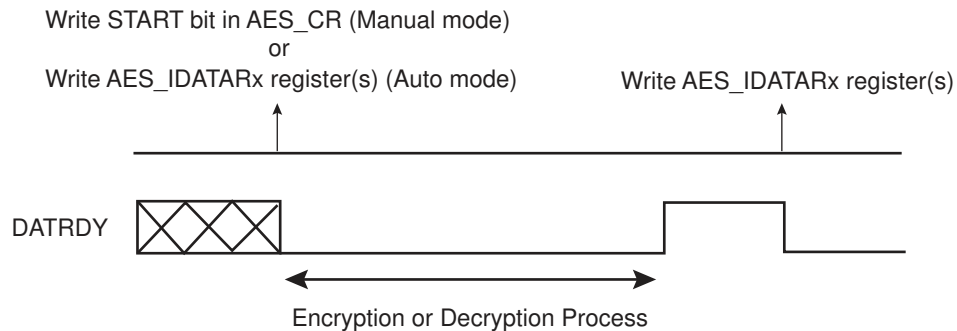 Write START bit in AES_CR (Manual mode)
or
Write AES_IDATARx register(s) (Auto mode)
Write AES_IDATARx register(s)
DATRDY
Encryption or Decryption Process